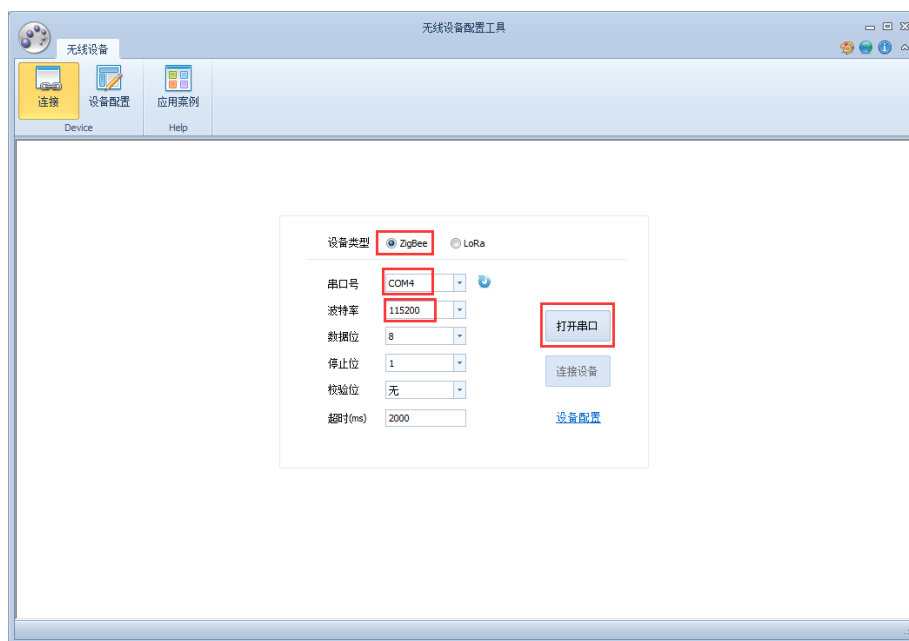 无线设备配置工具
无线设备
连接 设备配置 应用案例
Device Help
设备类型 ZigBee LoRa
串口号 COM4
波特率 115200
打开串口
数据位 8
停止位 1
连接设备
校验位 无
超时(ms) 2000
设备配置